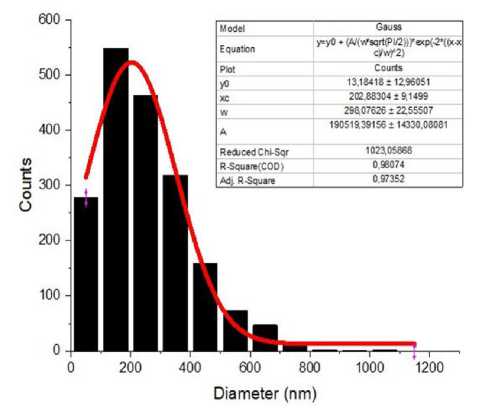 Model Gauss
Equation y=y0 + (A/(w*sqrt(PI/2)))*exp(-2*((x-x
c)/w)^2)
Plot Counts
y0 13,18418 ± 12,96051
xc 202,88304 ± 9,1499
w 298,07626 ± 22,55507
A 190519,39156 ± 14330,08081
Reduced Chi-Sqr 1023,05868
R-Square(COD) 0,98074
Adj. R-Square 0,97352
600
500
400
300
200
100
0
Counts
0 200 400 600 800 1000 1200
Diameter (nm)